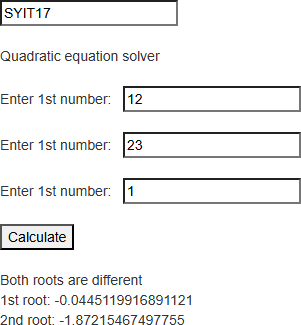 SYIT17
Quadratic equation solver
Enter 1st number: 12
Enter 1st number: 23
Enter 1st number: 1
Calculate
Both roots are different
1st root: -0.0445119916891121
2nd root: -1.87215467497755